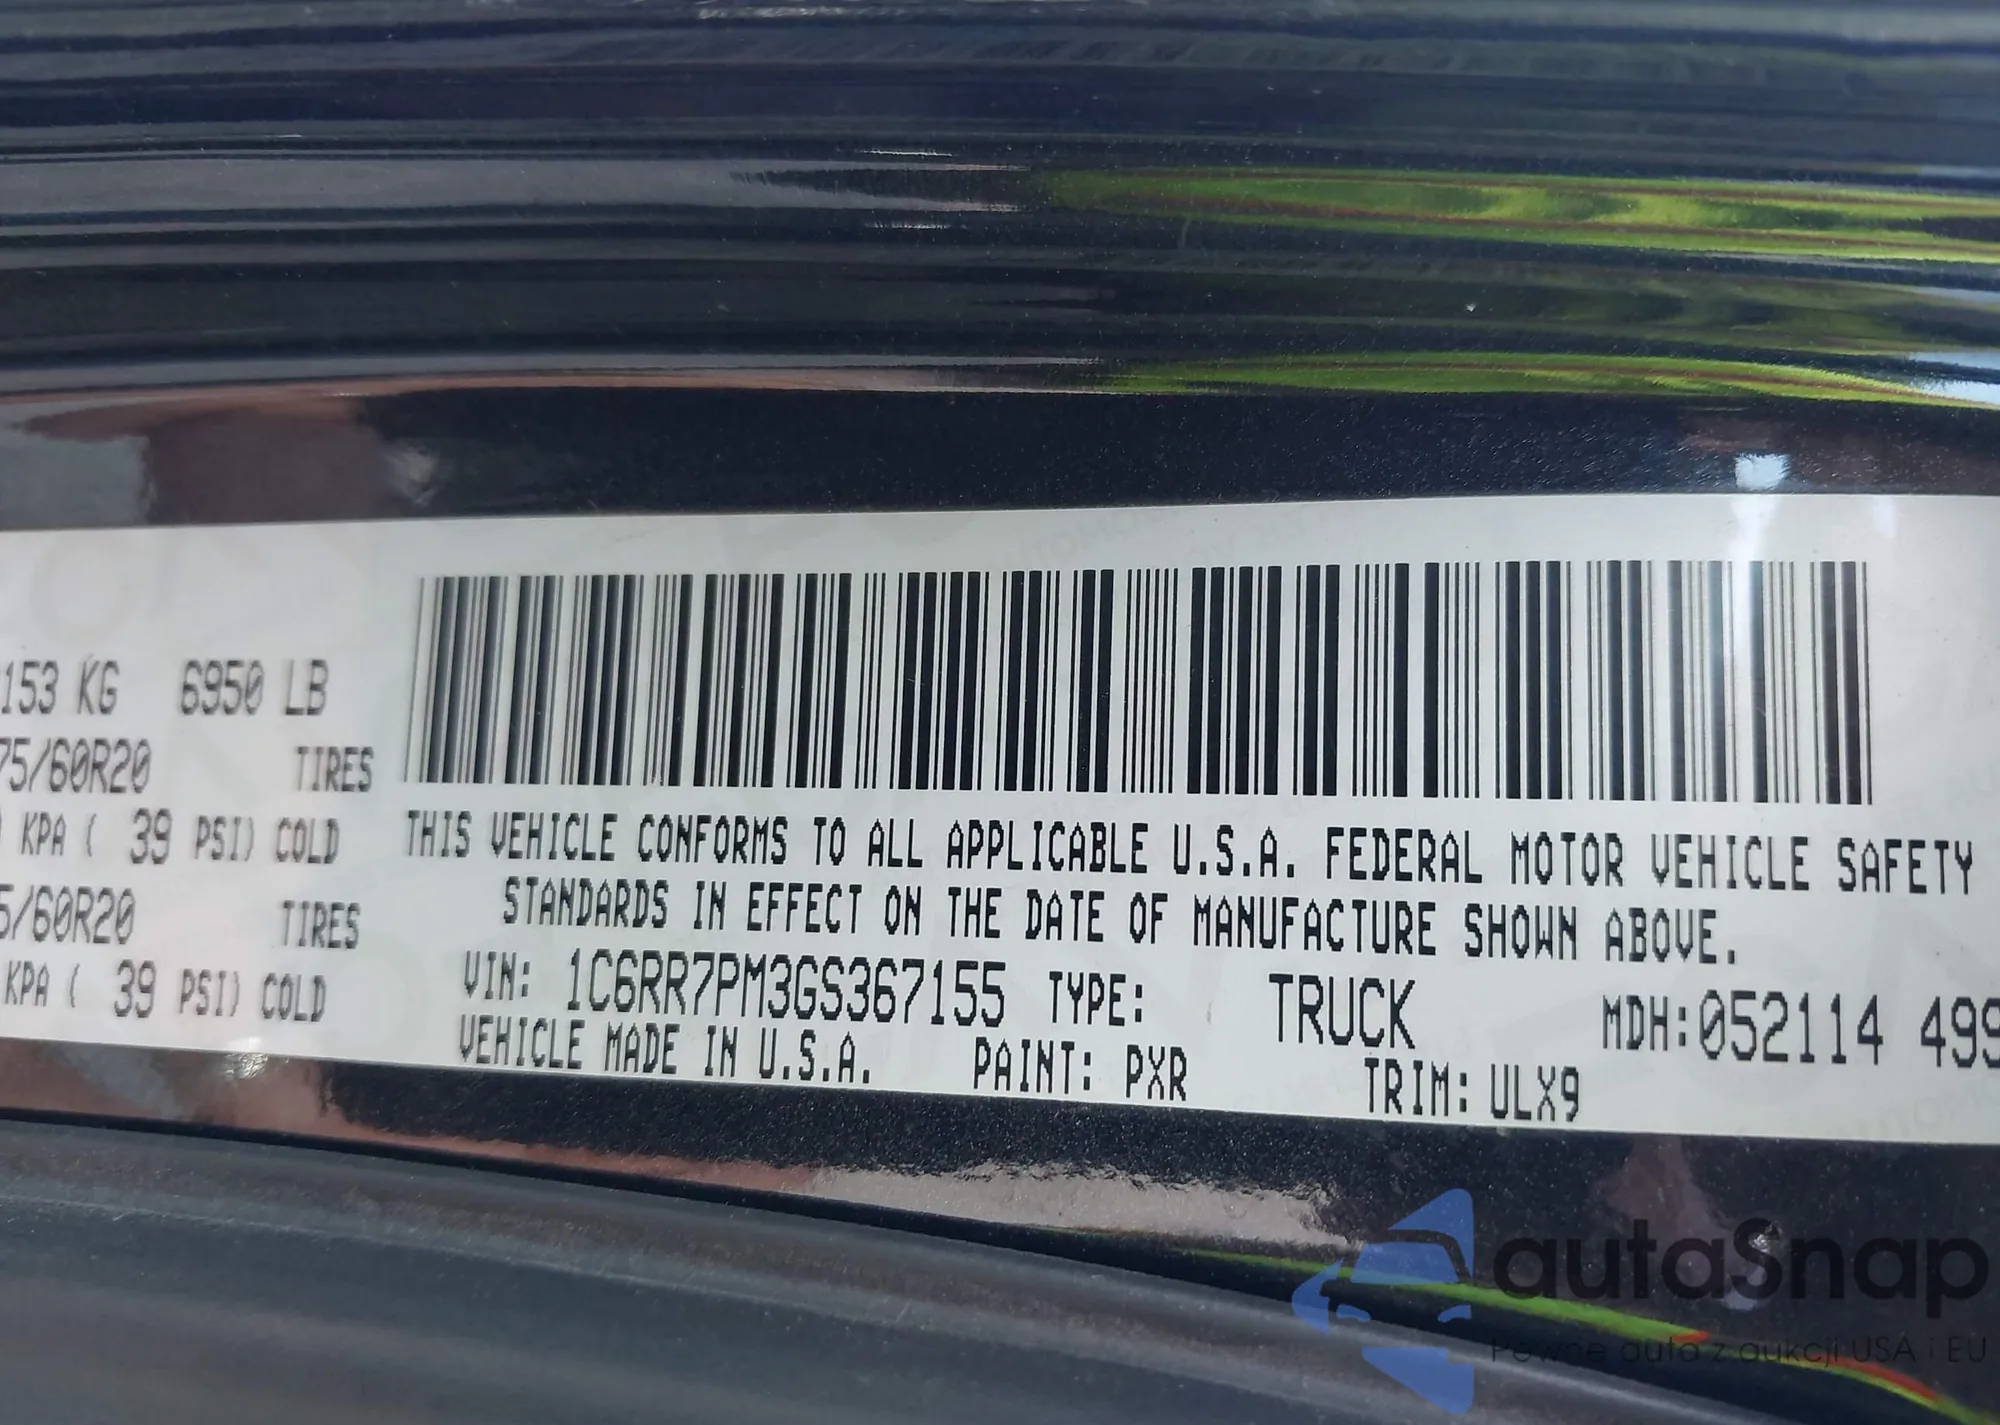 153 KG 6950 LB
75/60R20 TIRES
KPA ( 39 PSI) COLD
5/60R20 TIRES
KPA ( 39 PSI) COLD
THIS VEHICLE CONFORMS TO ALL APPLICABLE U.S.A. FEDERAL MOTOR VEHICLE SAFETY
STANDARDS IN EFFECT ON THE DATE OF MANUFACTURE SHOWN ABOVE.
VIN: 1C6RR7PM3GS367155 TYPE: TRUCK MDH:052114 499
VEHICLE MADE IN U.S.A. PAINT: PXR TRIM: ULX9
autaSnap
Pewne auto z aukcji USA i EU